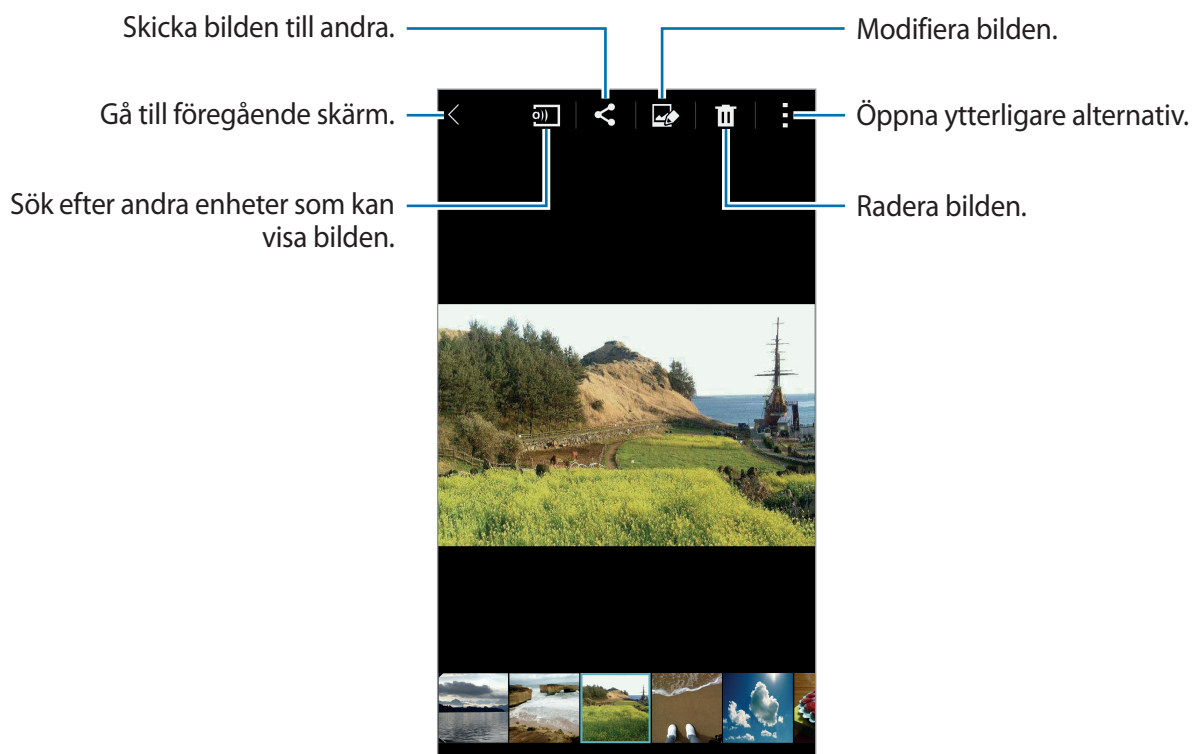 Skicka bilden till andra.
Modifiera bilden.
Gå till föregående skärm.
Öppna ytterligare alternativ.
Sök efter andra enheter som kan
visa bilden.
Radera bilden.